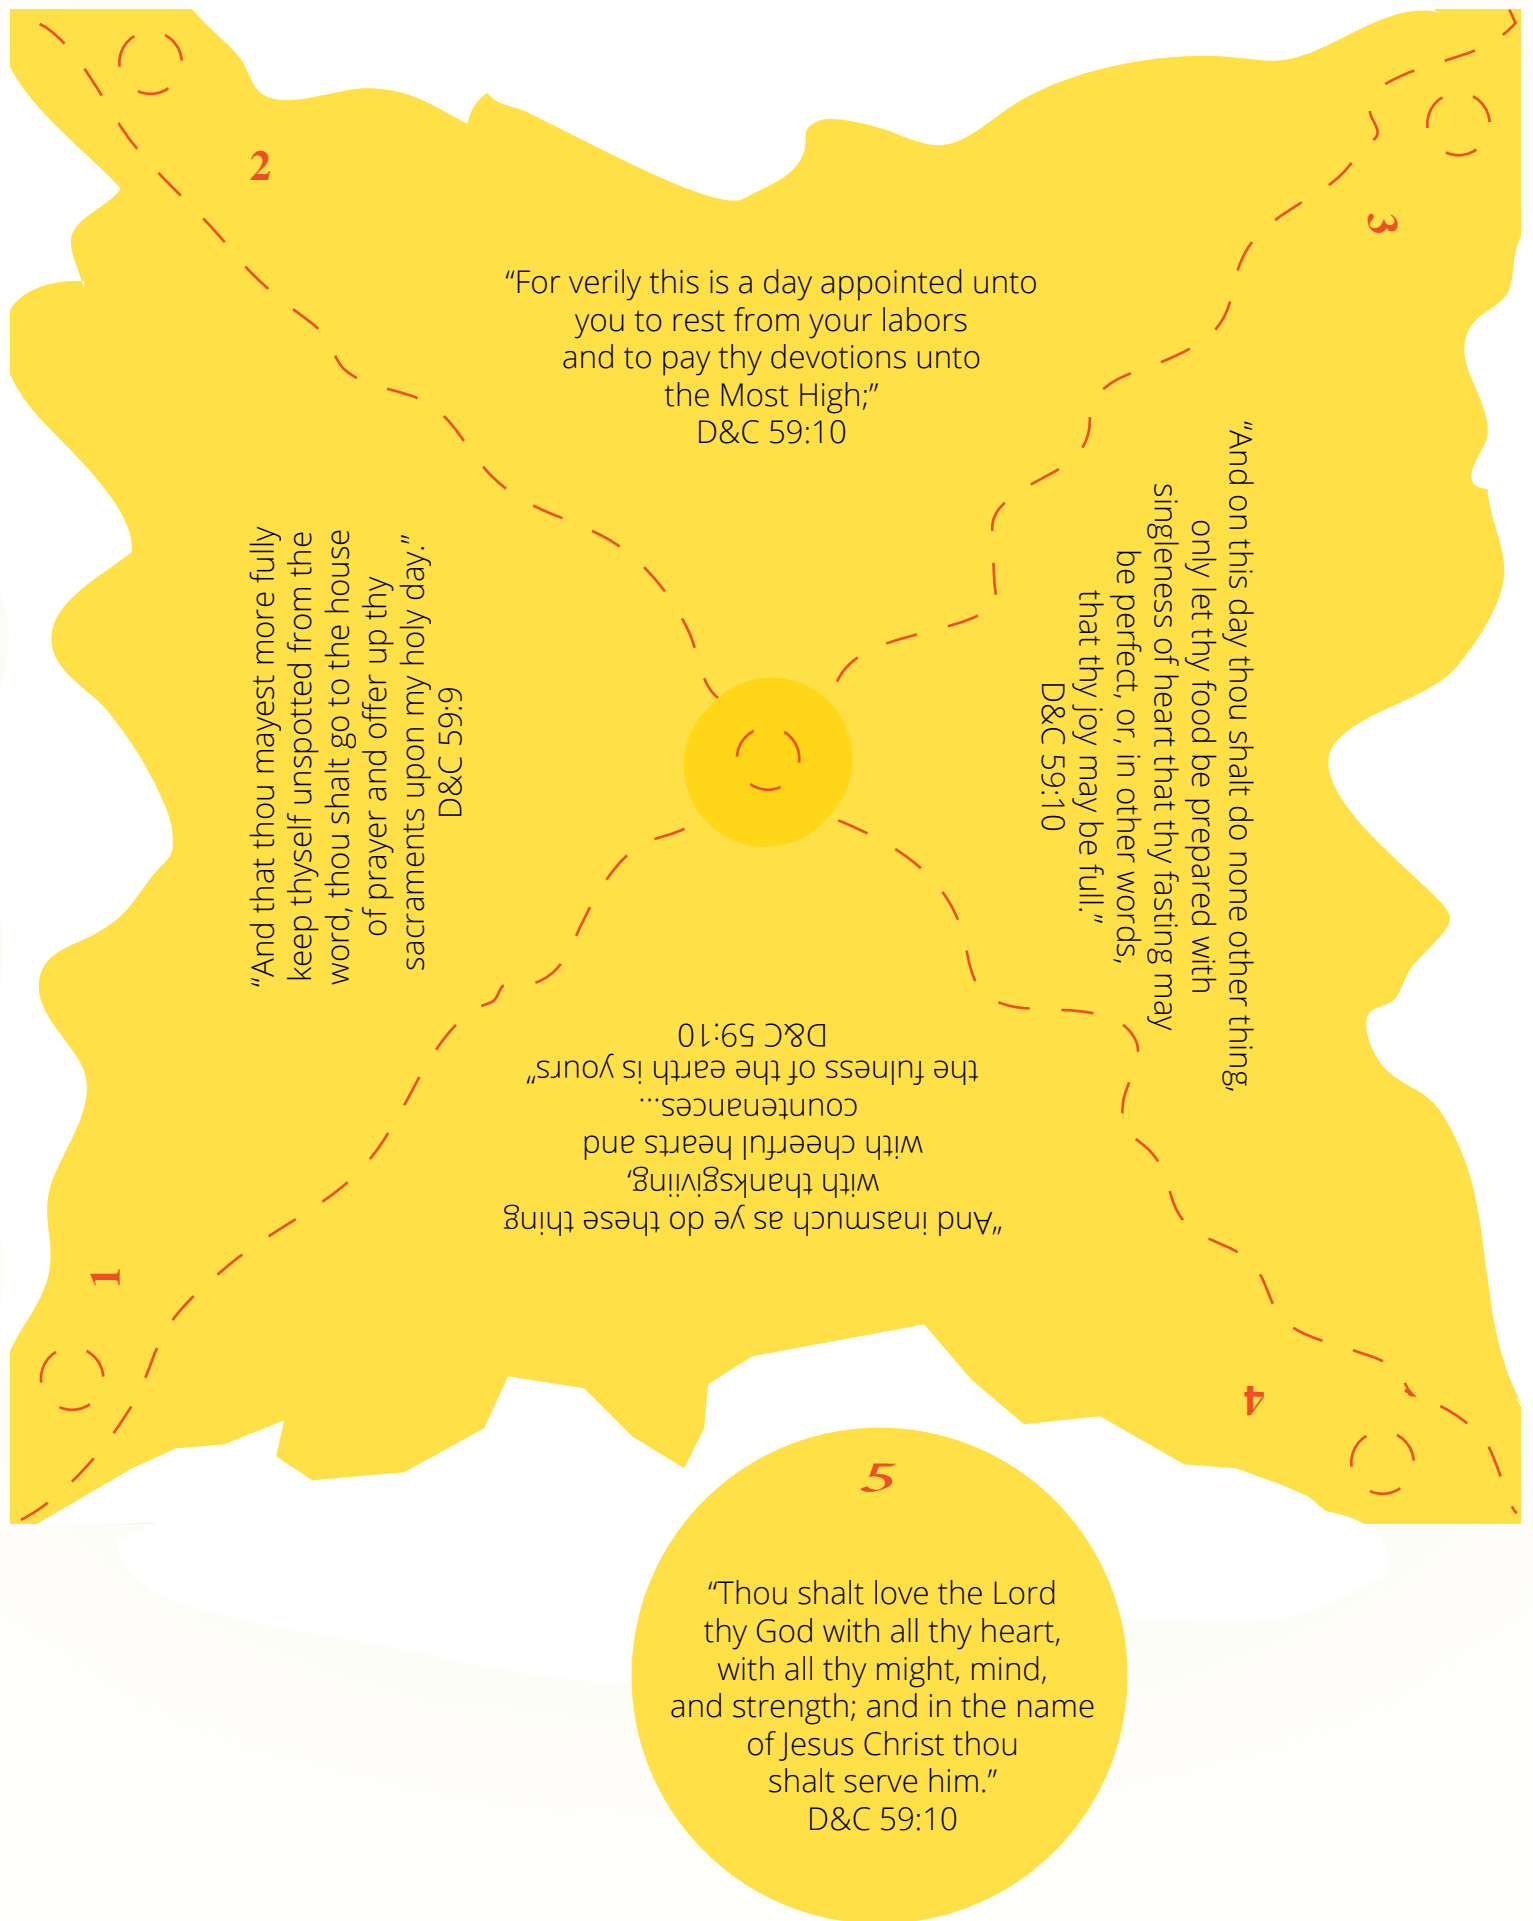 2
3
“For verily this is a day appointed unto
you to rest from your labors
and to pay thy devotions unto
the Most High;”
D&C 59:10
“And that thou mayest more fully
keep thyself unspotted from the
word, thou shalt go to the house
of prayer and offer up thy
sacraments upon my holy day.”
D&C 59:9
“And on this day thou shalt do none other thing,
only let thy food be prepared with
singleness of heart that thy fasting may
be perfect, or, in other words,
that thy joy may be full.”
D&C 59:10
“And inasmuch as ye do these thing
with thanksgiviing,
with cheerful hearts and
countenances...
the fulness of the earth is yours”
D&C 59:10
1
4
5
“Thou shalt love the Lord
thy God with all thy heart,
with all thy might, mind,
and strength; and in the name
of Jesus Christ thou
shalt serve him.”
D&C 59:10